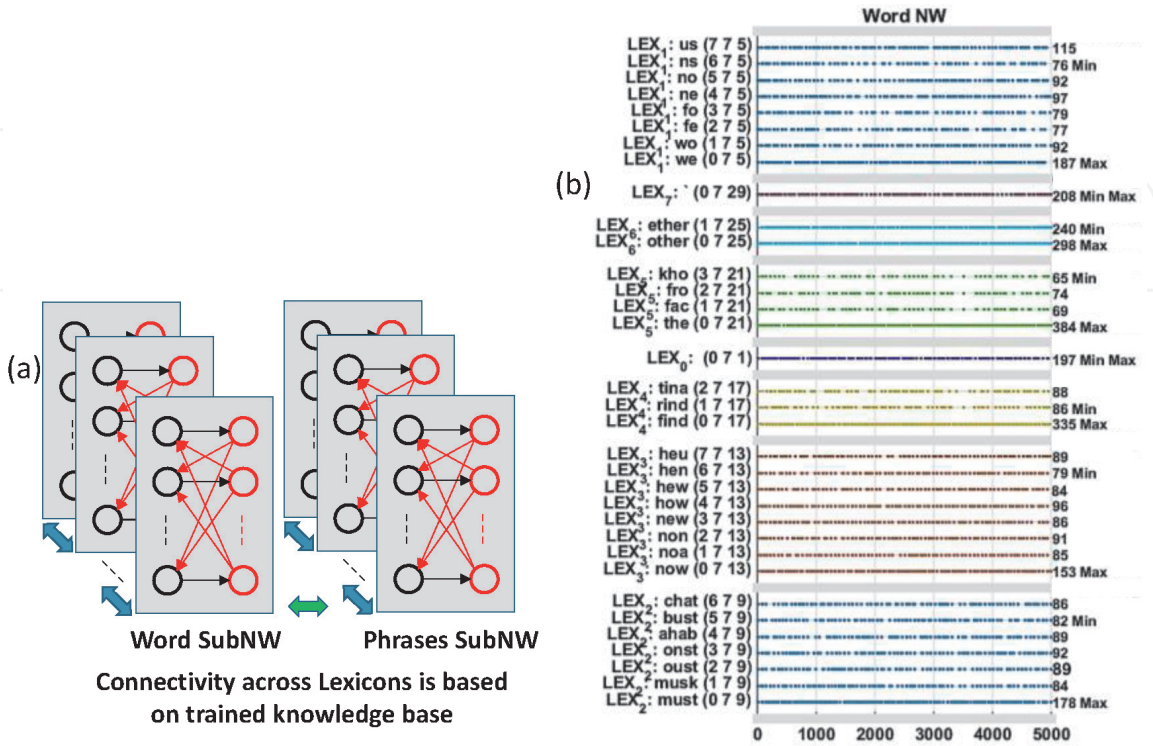 (a)
Word SubNW
Phrases SubNW
Connectivity across Lexicons is based
on trained knowledge base
(b)
Word NW
LEX1: us (7 7 5) 115
LEX1: ns (6 7 5) 76 Min
LEX1: no (5 7 5) 92
LEX1: ne (4 7 5) 97
LEX1: fo (3 7 5) 79
LEX1: fe (2 7 5) 77
LEX1: wo (1 7 5) 92
LEX1: we (0 7 5) 187 Max
LEX7: ` (0 7 29) 208 Min Max
LEX6: ether (1 7 25) 240 Min
LEX6: other (0 7 25) 298 Max
LEX5: kho (3 7 21) 65 Min
LEX5: fro (2 7 21) 74
LEX5: fac (1 7 21) 69
LEX5: the (0 7 21) 384 Max
LEX0: (0 7 1) 197 Min Max
LEX4: tina (2 7 17) 88
LEX4: rind (1 7 17) 86 Min
LEX4: find (0 7 17) 335 Max
LEX3: heu (7 7 13) 89
LEX3: hen (6 7 13) 79 Min
LEX3: hew (5 7 13) 84
LEX3: how (4 7 13) 96
LEX3: new (3 7 13) 86
LEX3: non (2 7 13) 91
LEX3: noa (1 7 13) 85
LEX3: now (0 7 13) 153 Max
LEX2: chat (6 7 9) 86
LEX2: bust (5 7 9) 82 Min
LEX2: ahab (4 7 9) 89
LEX2: onst (3 7 9) 92
LEX2: oust (2 7 9) 89
LEX2: musk (1 7 9) 84
LEX2: must (0 7 9) 178 Max
0 1000 2000 3000 4000 5000